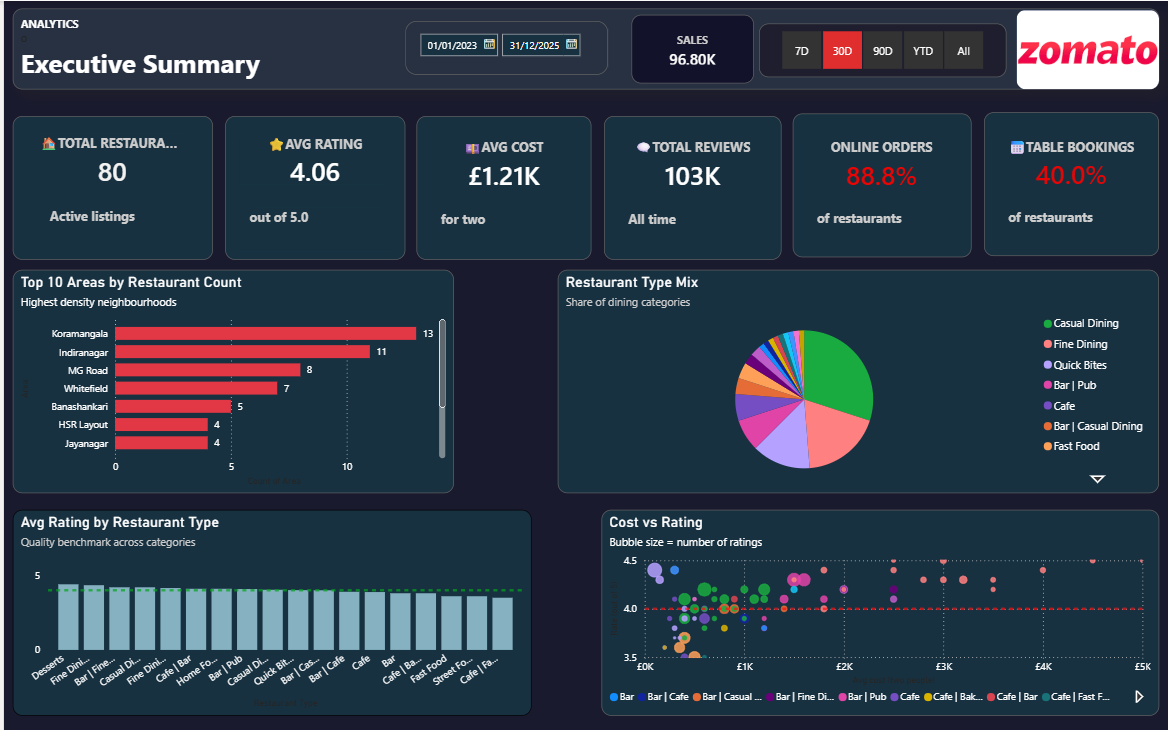 ANALYTICS
Executive Summary
01/01/2023 31/12/2025
SALES
96.80K
7D 30D 90D YTD All
zomato
TOTAL RESTAURA...
80
Active listings
AVG RATING
4.06
out of 5.0
AVG COST
£1.21K
for two
TOTAL REVIEWS
103K
All time
ONLINE ORDERS
88.8%
of restaurants
TABLE BOOKINGS
40.0%
of restaurants
Top 10 Areas by Restaurant Count
Highest density neighbourhoods
Koramangala 13
Indiranagar 11
MG Road 8
Whitefield 7
Banashankari 5
HSR Layout 4
Jayanagar 4
0 5 10
Restaurant Type Mix
Share of dining categories
Casual Dining
Fine Dining
Quick Bites
Bar | Pub
Cafe
Bar | Casual Dining
Fast Food
Avg Rating by Restaurant Type
Quality benchmark across categories
5
0
Desserts
Fine Dini...
Bar | Fine...
Casual Di...
Fine Dini...
Cafe | Bar
Home Fo...
Bar | Pub
Casual Di...
Quick Bit...
Bar | Cas...
Bar | Cafe
Cafe
Bar
Cafe | Ba...
Fast Food
Street Fo...
Cafe | Fa...
Cost vs Rating
Bubble size = number of ratings
4.5
4.0
3.5
£0K £1K £2K £3K £4K £5K
Bar Bar | Cafe Bar | Casual ... Bar | Fine Di... Bar | Pub Cafe Cafe | Bak... Cafe | Bar Cafe | Fast F...